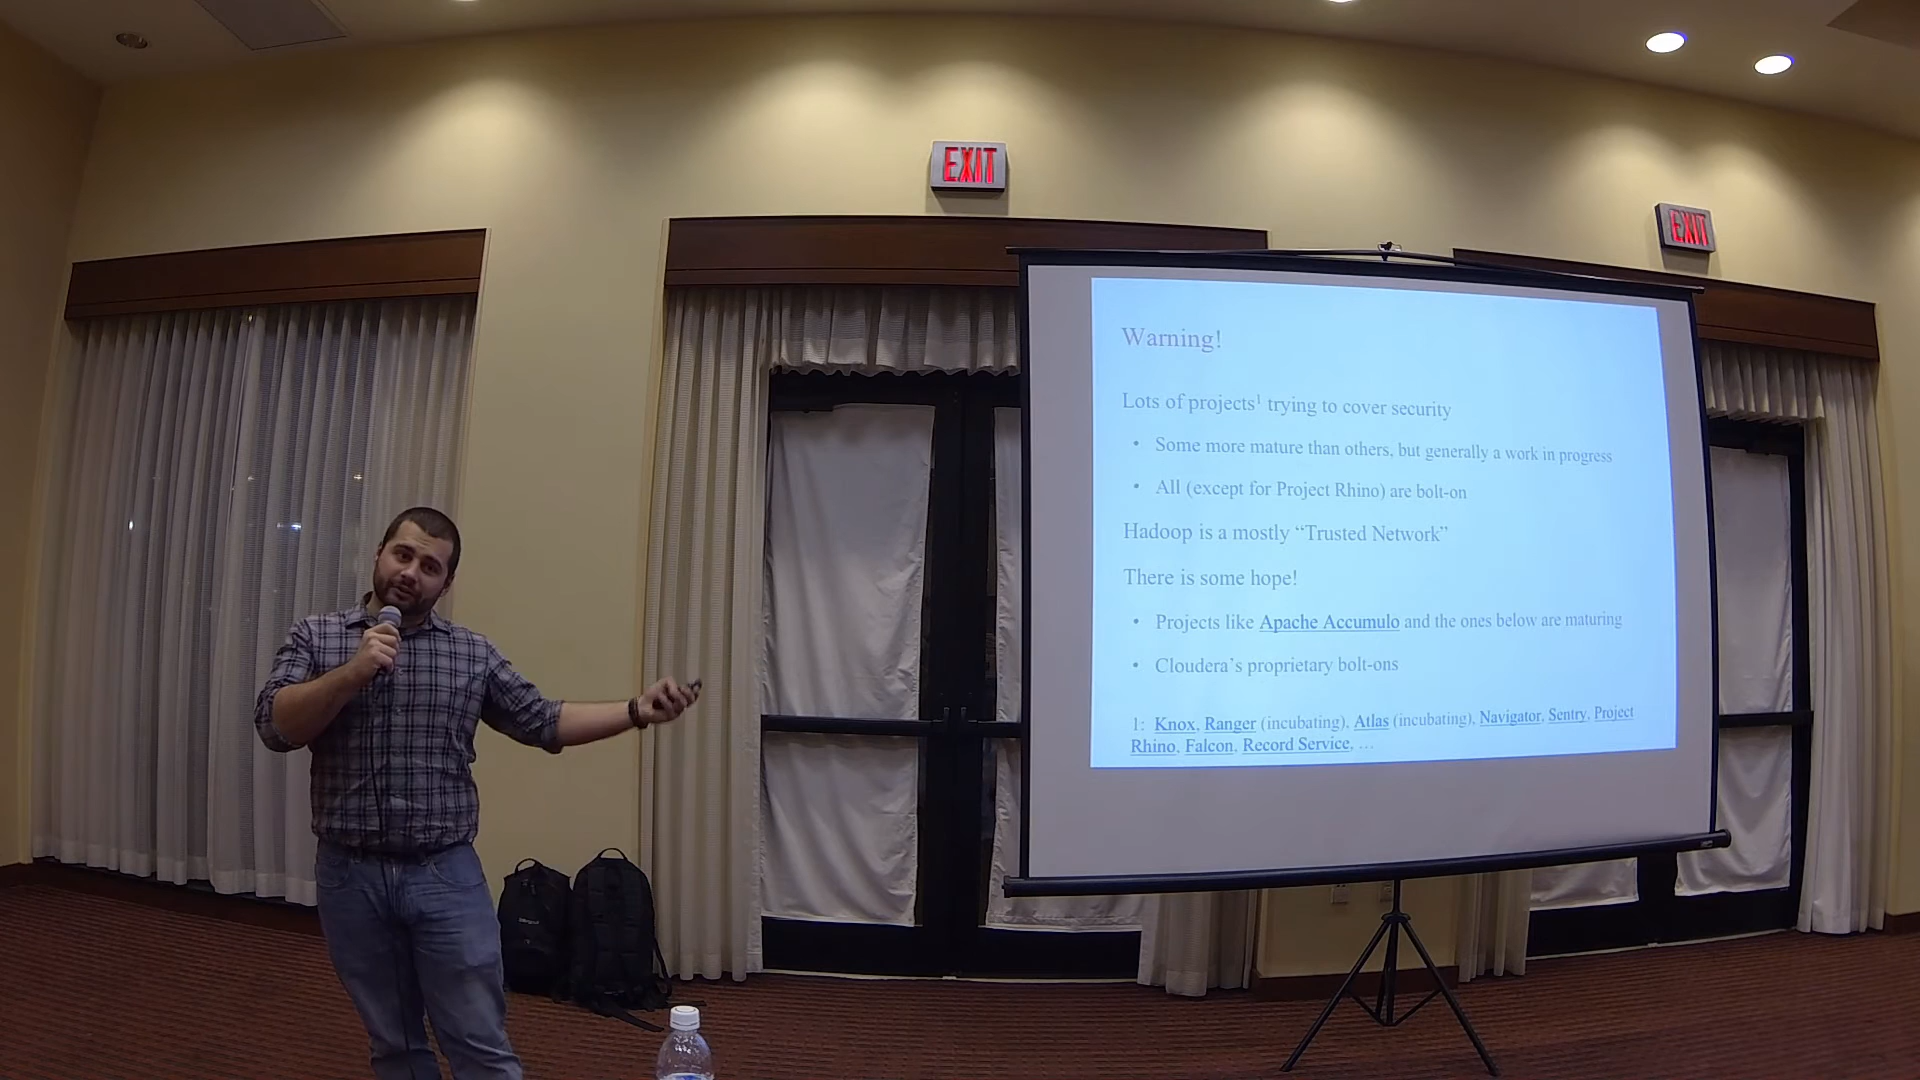 EXIT
EXIT
Warning!
Lots of projects¹ trying to cover security
• Some more mature than others, but generally a work in progress
• All (except for Project Rhino) are bolt-on
Hadoop is a mostly “Trusted Network”
There is some hope!
• Projects like Apache Accumulo and the ones below are maturing
• Cloudera’s proprietary bolt-ons
1: Knox, Ranger (incubating), Atlas (incubating), Navigator, Sentry, Project
Rhino, Falcon, Record Service, …